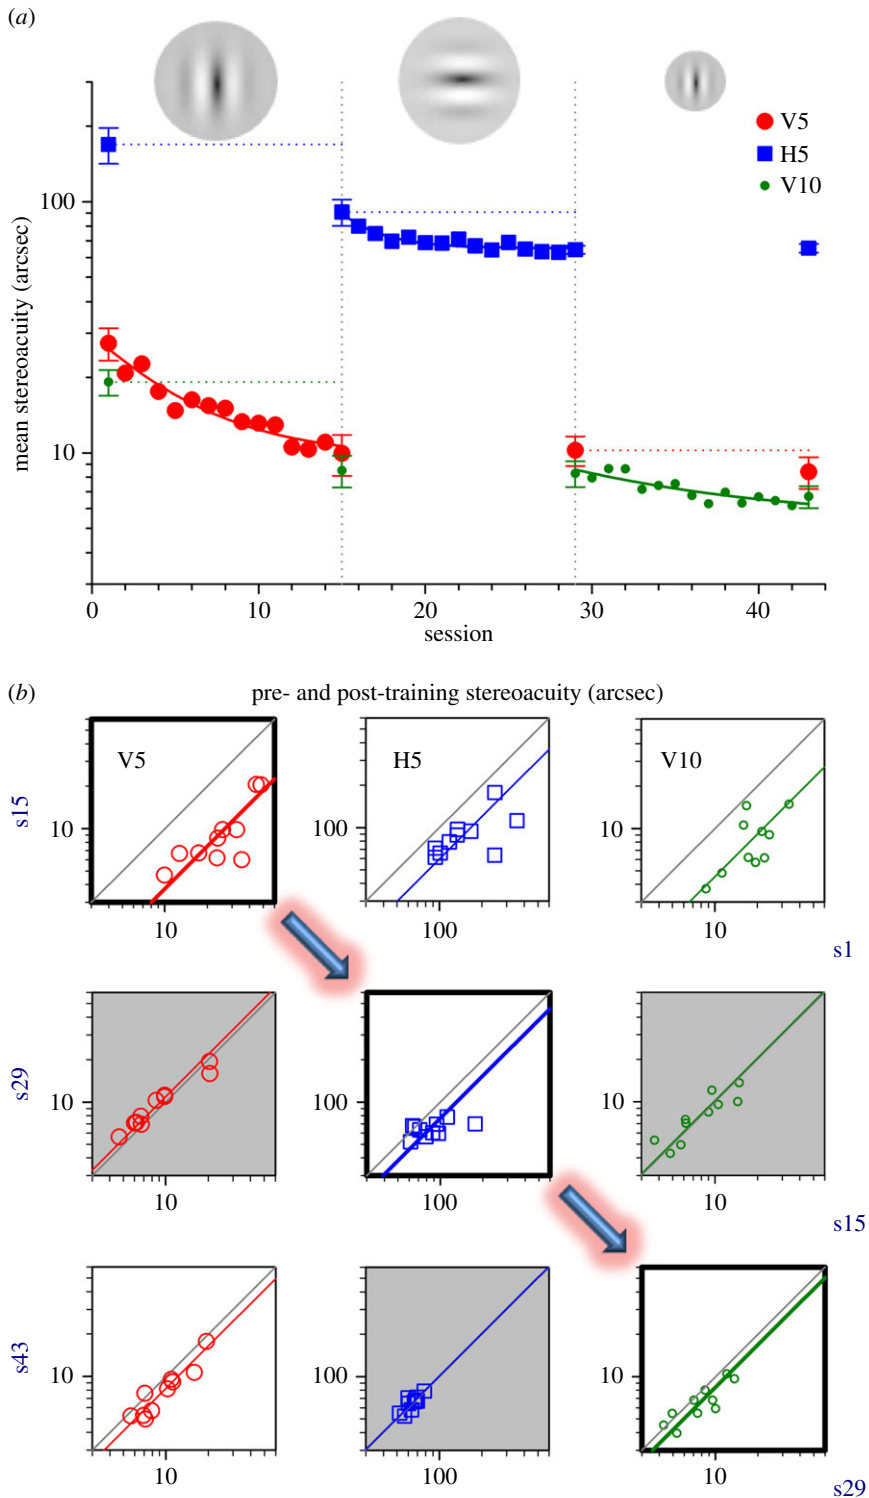 (a)
V5
H5
V10
100
10
mean stereoacuity (arcsec)
0 10 20 30 40
session
(b) pre- and post-training stereoacuity (arcsec)
V5 H5 V10
s15
10 100 10
10 100 10
s1
s29
10 100 10
10 100 10
s15
s43
10 100 10
10 100 10
s29